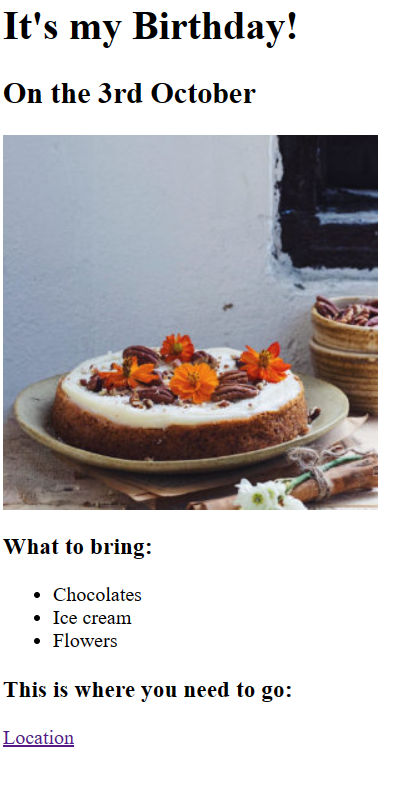 It's my Birthday!
On the 3rd October
What to bring:
Chocolates
Ice cream
Flowers
This is where you need to go:
Location